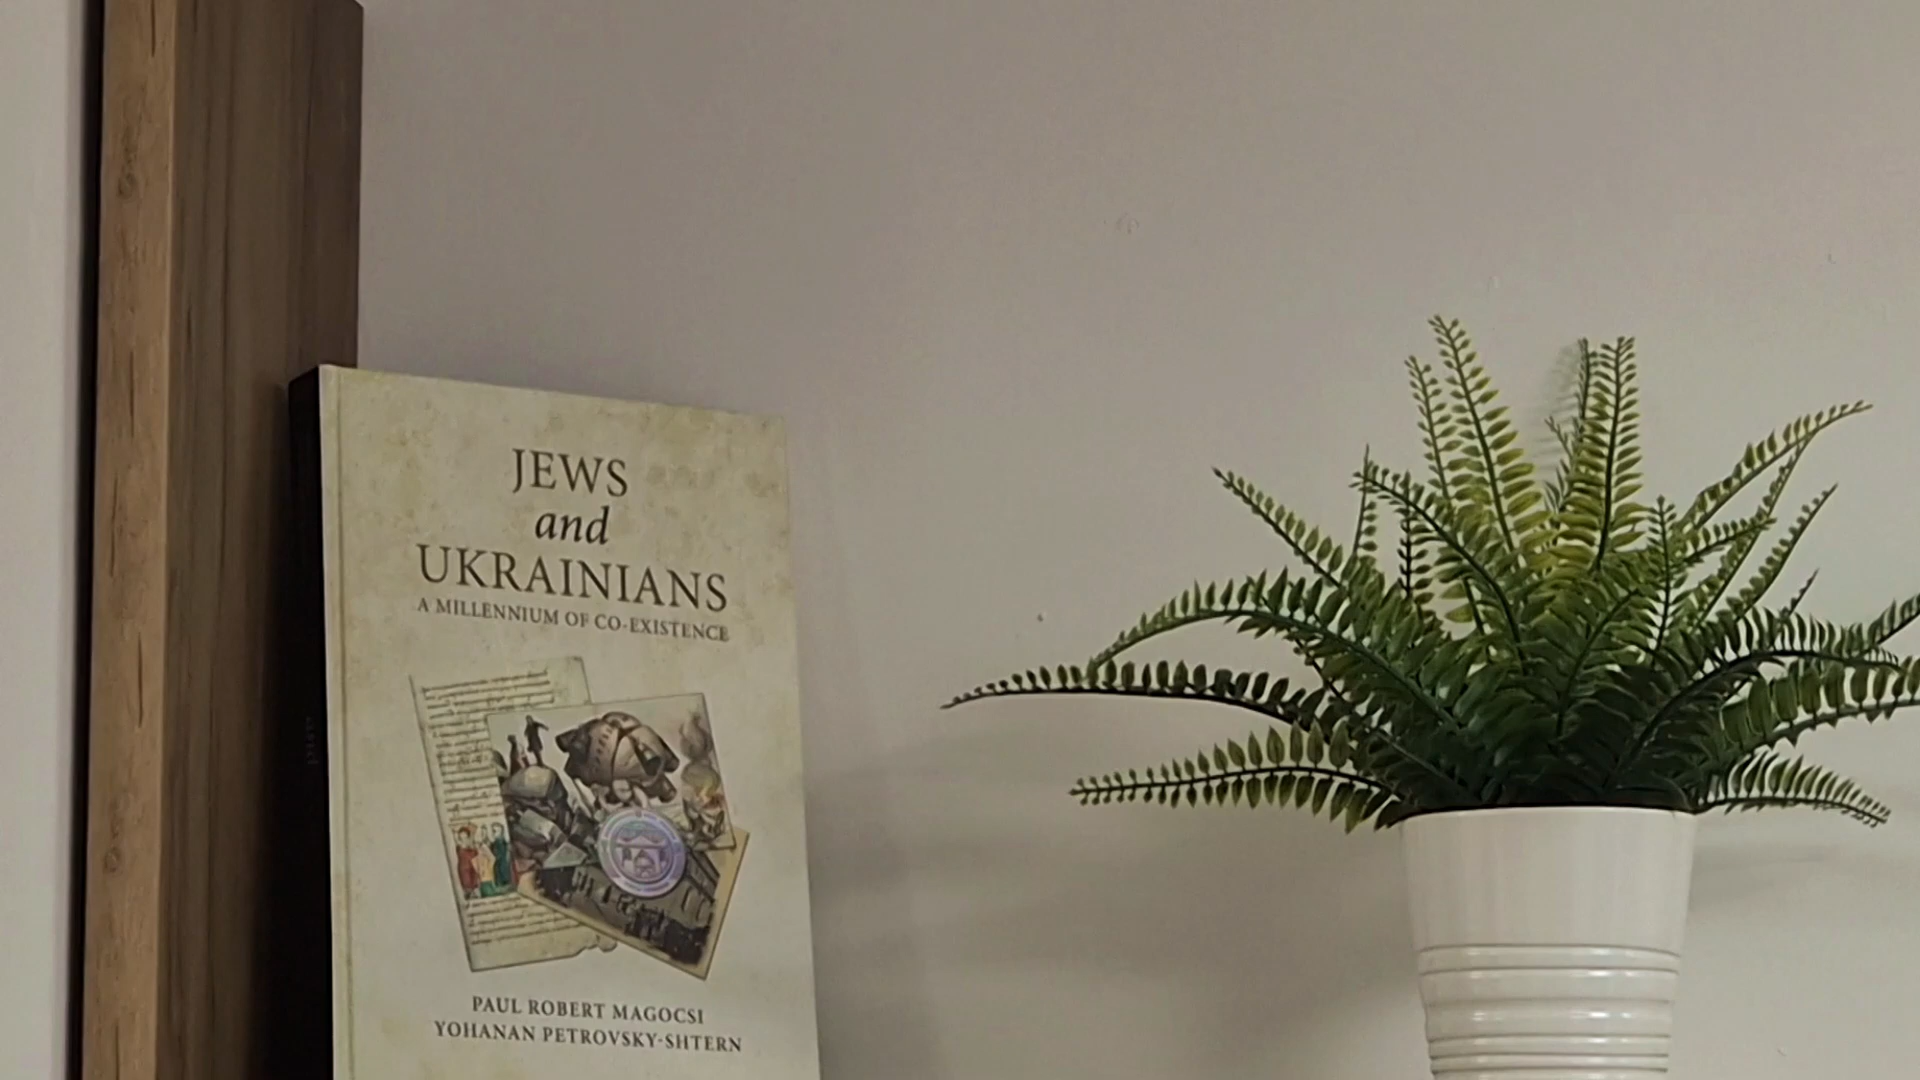 JEWS
and
UKRAINIANS
A MILLENNIUM OF CO-EXISTENCE
PAUL ROBERT MAGOCSI
YOHANAN PETROVSKY-SHTERN